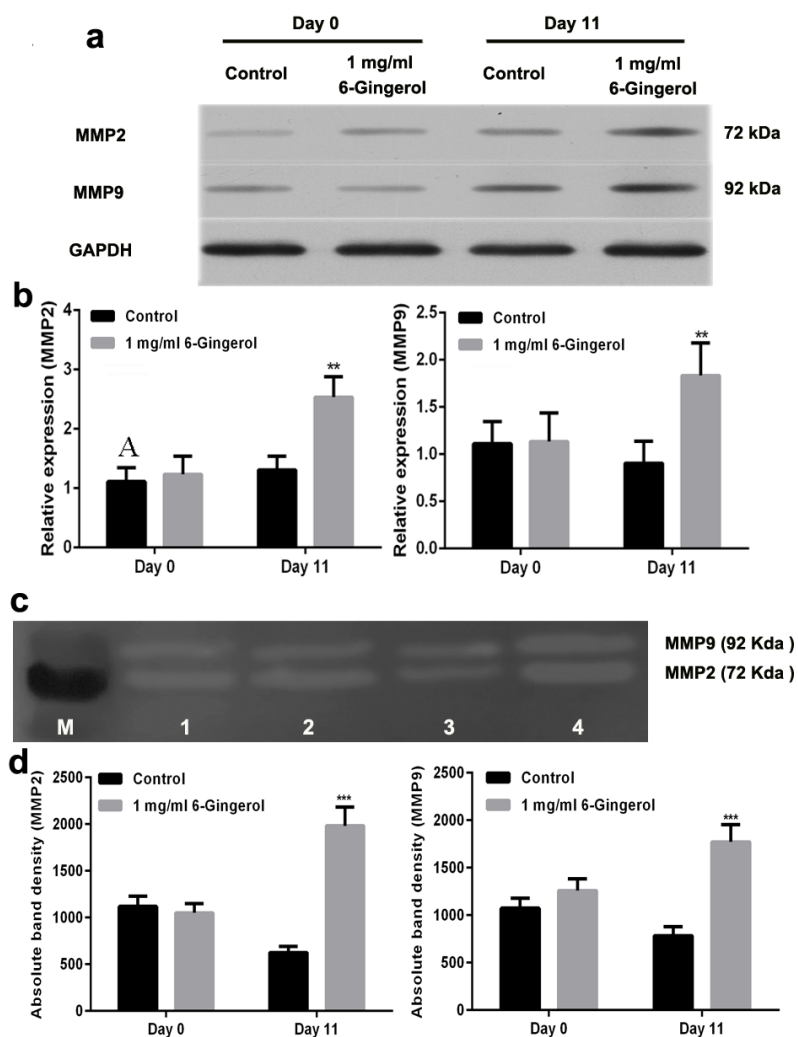 a
Day 0
Day 11
Control
1 mg/ml
6-Gingerol
Control
1 mg/ml
6-Gingerol
MMP2
72 kDa
MMP9
92 kDa
GAPDH
b
Relative expression (MMP2)
4
3
2
1
0
Control
1 mg/ml 6-Gingerol
A
**
Day 0
Day 11
Relative expression (MMP9)
2.5
2.0
1.5
1.0
0.5
0.0
Control
1 mg/ml 6-Gingerol
**
Day 0
Day 11
c
MMP9 (92 Kda )
MMP2 (72 Kda )
M
1
2
3
4
d
Absolute band density (MMP2)
2500
2000
1500
1000
500
0
Control
1 mg/ml 6-Gingerol
***
Day 0
Day 11
Absolute band density (MMP9)
2500
2000
1500
1000
500
0
Control
1 mg/ml 6-Gingerol
***
Day 0
Day 11